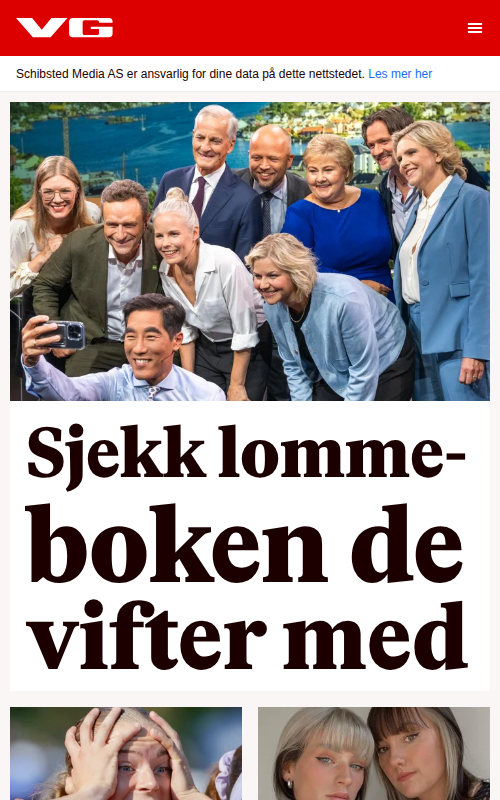 VG
Schibsted Media AS er ansvarlig for dine data på dette nettstedet. Les mer her
Sjekk lomme-
boken de
vifter med